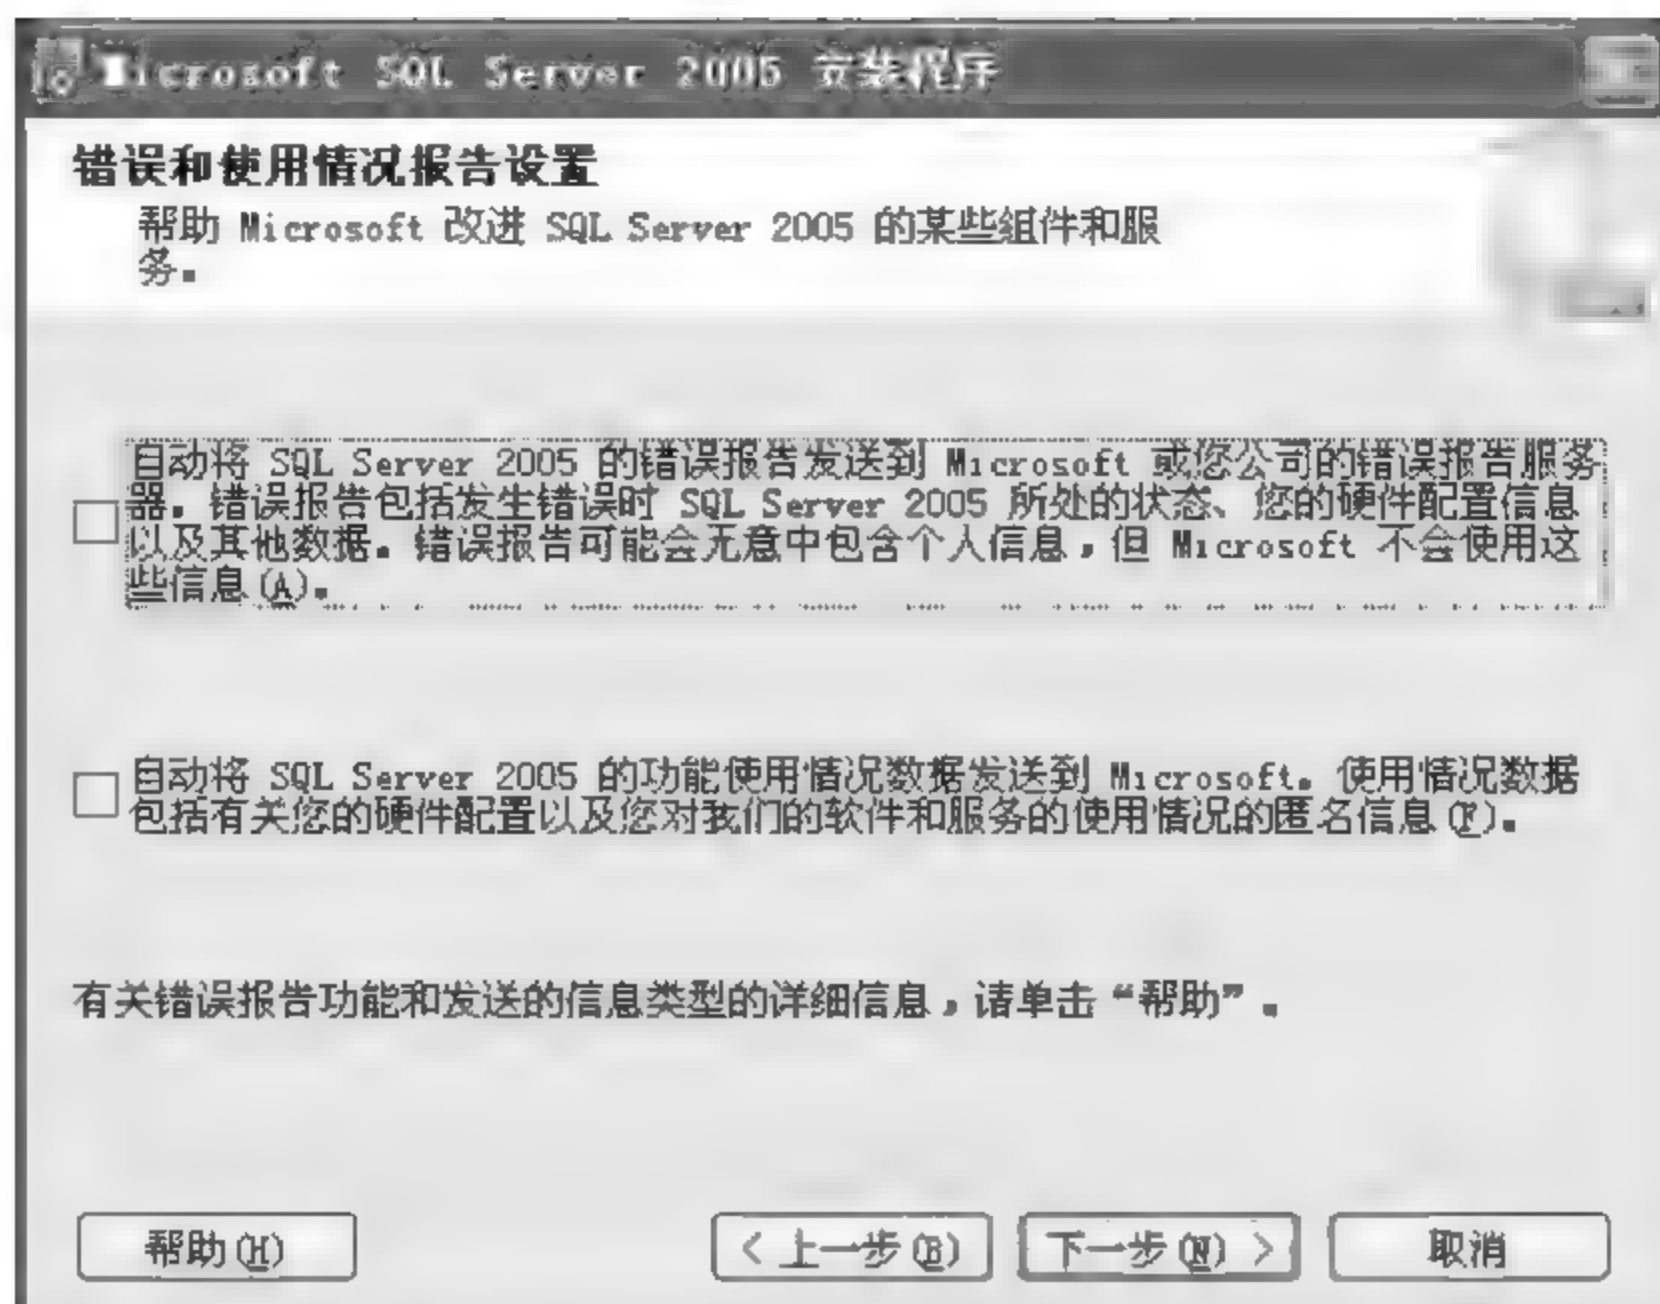 Microsoft SQL Server 2005 安装程序
错误和使用情况报告设置
帮助 Microsoft 改进 SQL Server 2005 的某些组件和服
务。
自动将 SQL Server 2005 的错误报告发送到 Microsoft 或您公司的错误报告服务
器。错误报告包括发生错误时 SQL Server 2005 所处的状态、您的硬件配置信息
以及其他数据。错误报告可能会无意中包含个人信息，但 Microsoft 不会使用这
些信息(A)。
自动将 SQL Server 2005 的功能使用情况数据发送到 Microsoft。使用情况数据
包括有关您的硬件配置以及您对我们的软件和服务的使用情况的匿名信息(F)。
有关错误报告功能和发送的信息类型的详细信息，请单击“帮助”。
帮助(H)
< 上一步(B)
下一步(N) >
取消